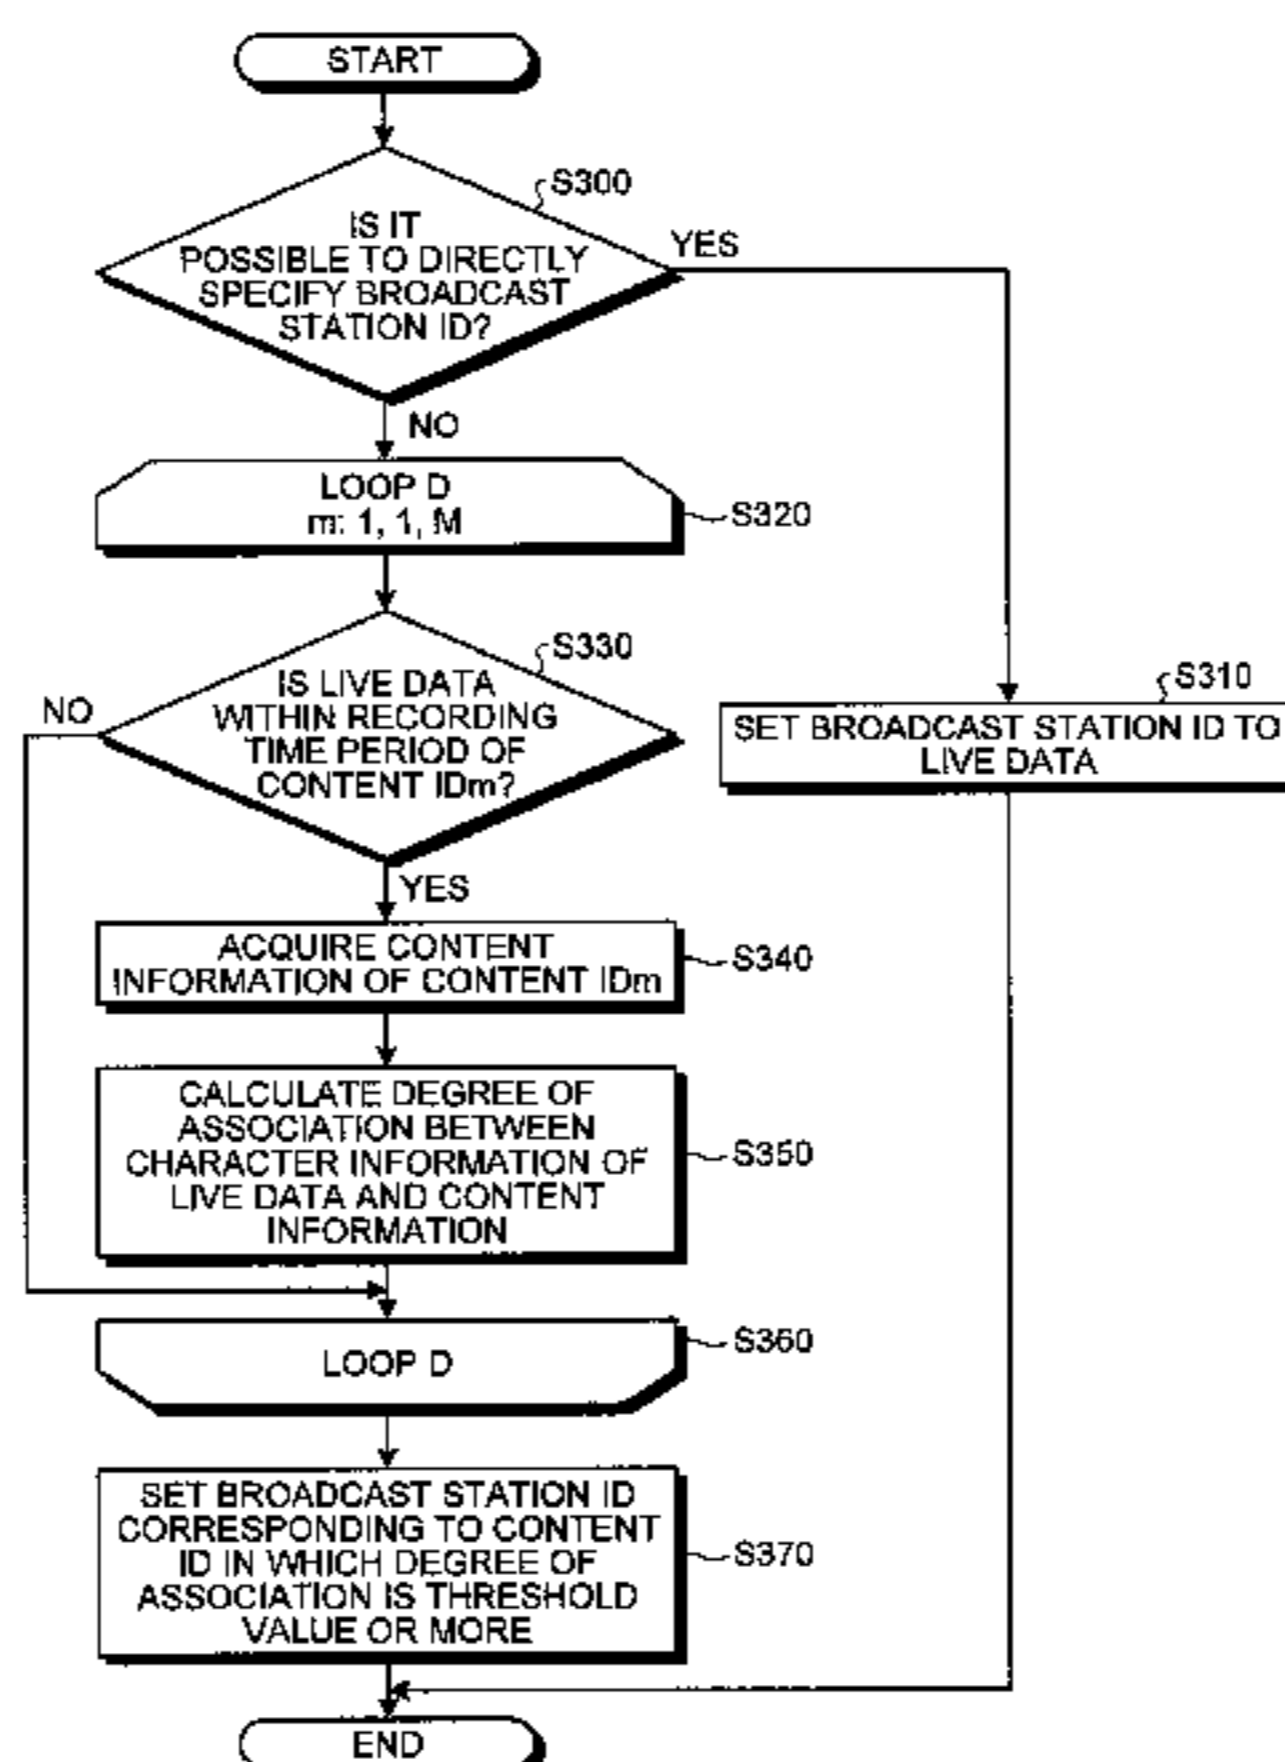 START
S300
IS IT
POSSIBLE TO DIRECTLY
SPECIFY BROADCAST
STATION ID?
YES
NO
LOOP D
m: 1, 1, M
S320
S330
IS LIVE DATA
WITHIN RECORDING
TIME PERIOD OF
CONTENT IDm?
NO
S310
SET BROADCAST STATION ID TO
LIVE DATA
YES
ACQUIRE CONTENT
INFORMATION OF CONTENT IDm
S340
CALCULATE DEGREE OF
ASSOCIATION BETWEEN
CHARACTER INFORMATION OF
LIVE DATA AND CONTENT
INFORMATION
S350
LOOP D
S360
SET BROADCAST STATION ID
CORRESPONDING TO CONTENT
ID IN WHICH DEGREE OF
ASSOCIATION IS THRESHOLD
VALUE OR MORE
S370
END